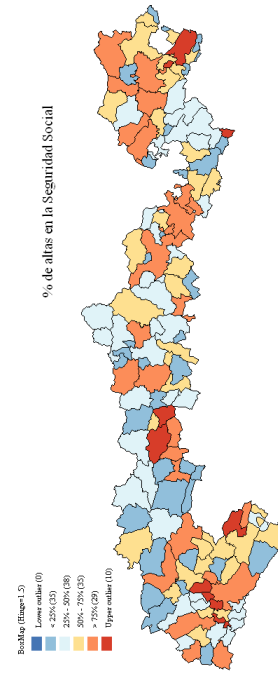 % de altas en la Seguridad Social
BoxMap (Hinge=1.5)
Lower outlier (0)
< 25% (35)
25% - 50% (38)
50% - 75% (35)
> 75% (29)
Upper outlier (10)